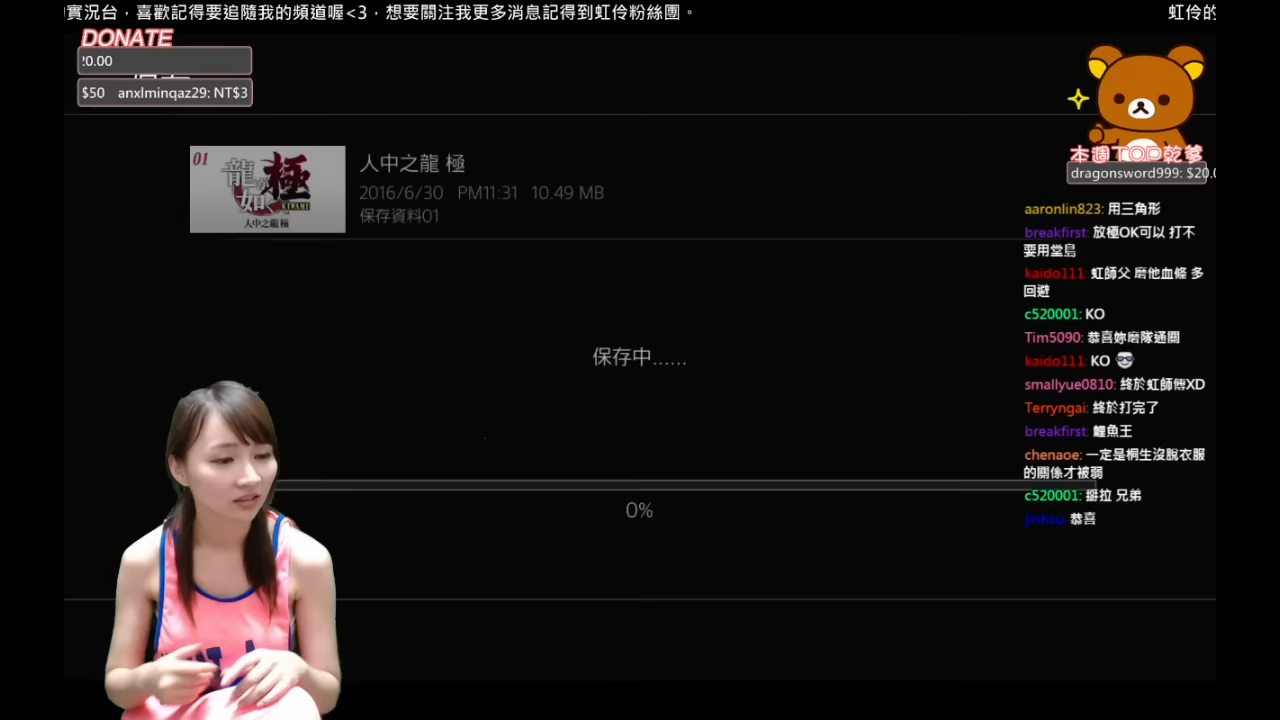 實況台，喜歡記得要追隨我的頻道喔<3，想要關注我更多消息記得到虹伶粉絲團。
虹伶的
DONATE
20.00
$50 anxlminqaz29: NT$3
01
龍が如く
極
KIWAMI
人中之龍 極
人中之龍 極
2016/6/30 PM11:31 10.49 MB
保存資料01
保存中......
0%
本週TOP乾爹
dragonsword999: $20.0
aaronlin823: 用三角形
breakfirst: 放極OK可以 打不
要用堂島
kaido111: 虹師父 磨他血條 多
回避
c520001: KO
Tim5090: 恭喜妳磨隊通關
kaido111: KO
smallyue0810: 終於虹師傅XD
Terryngai: 終於打完了
breakfirst: 鯉魚王
chenaoe: 一定是桐生沒脫衣服
的關係才被弱
c520001: 掰拉 兄弟
恭喜